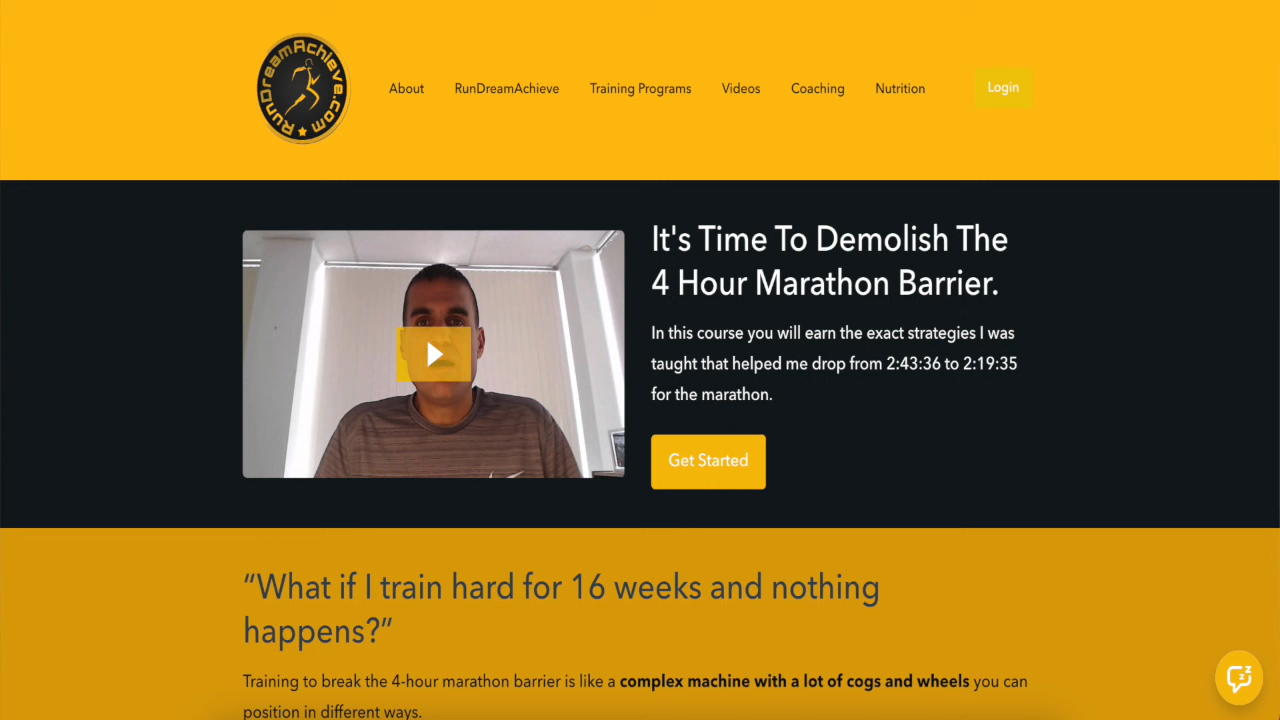 RunDreamAchieve.com
About RunDreamAchieve Training Programs Videos Coaching Nutrition Login
It's Time To Demolish The
4 Hour Marathon Barrier.
In this course you will earn the exact strategies I was
taught that helped me drop from 2:43:36 to 2:19:35
for the marathon.
Get Started
“What if I train hard for 16 weeks and nothing
happens?”
Training to break the 4-hour marathon barrier is like a complex machine with a lot of cogs and wheels you can
position in different ways.